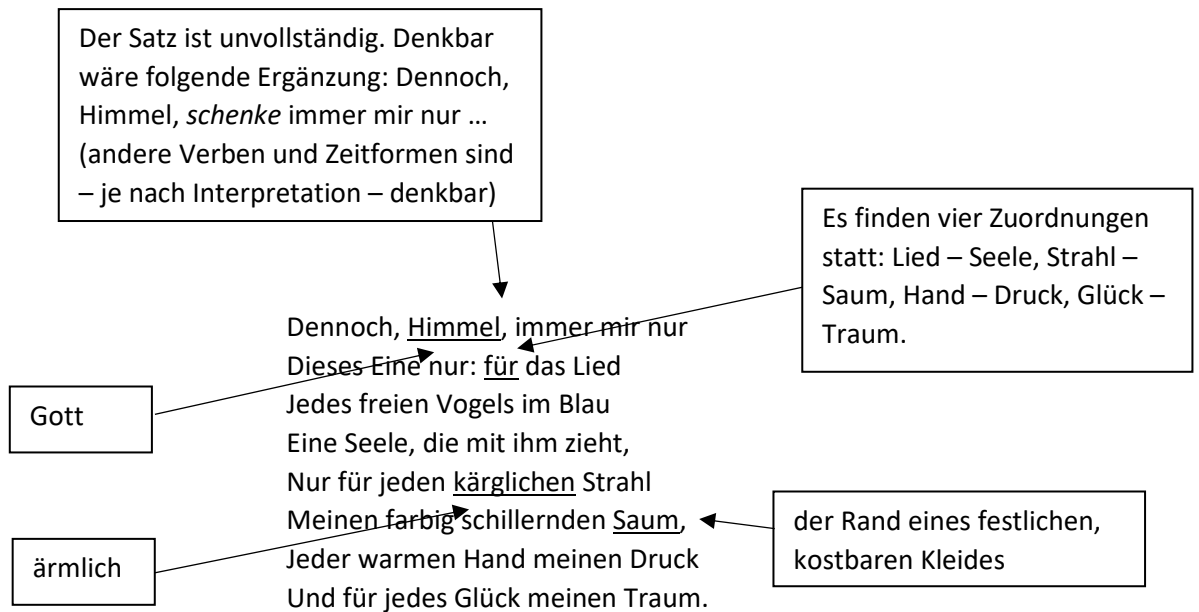 Der Satz ist unvollständig. Denkbar
wäre folgende Ergänzung: Dennoch,
Himmel, schenke immer mir nur …
(andere Verben und Zeitformen sind
– je nach Interpretation – denkbar)
Es finden vier Zuordnungen
statt: Lied – Seele, Strahl –
Saum, Hand – Druck, Glück –
Traum.
Dennoch, Himmel, immer mir nur
Dieses Eine nur: für das Lied
Jedes freien Vogels im Blau
Eine Seele, die mit ihm zieht,
Nur für jeden kärglichen Strahl
Meinen farbig schillernden Saum,
Jeder warmen Hand meinen Druck
Und für jedes Glück meinen Traum.
Gott
ärmlich
der Rand eines festlichen,
kostbaren Kleides